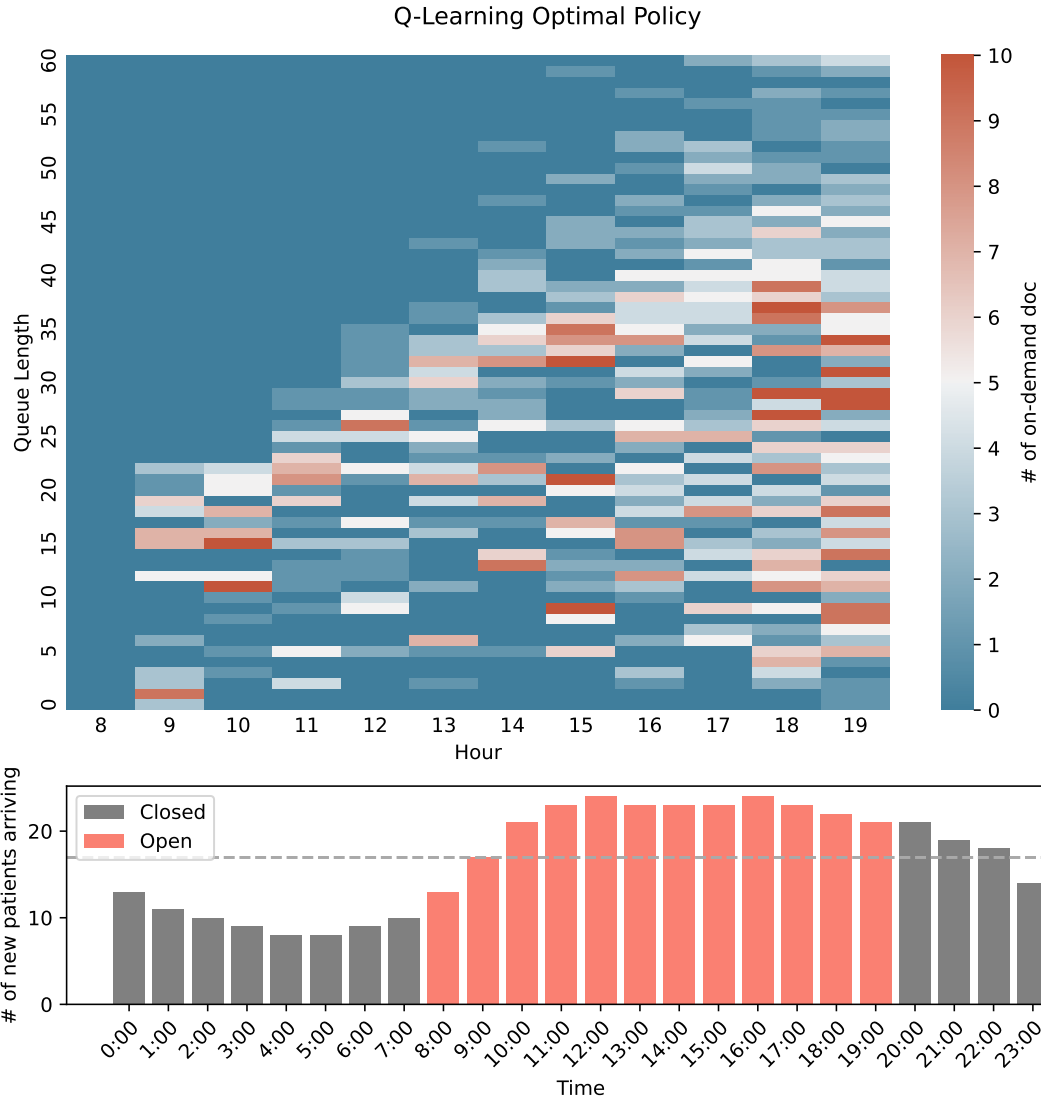 Q-Learning Optimal Policy
60
55
50
45
40
35
30
25
20
15
10
5
0
Queue Length
8 9 10 11 12 13 14 15 16 17 18 19
Hour
10
9
8
7
6
5
4
3
2
1
0
# of on-demand doc
# of new patients arriving
20
10
0
Closed
Open
0:00 1:00 2:00 3:00 4:00 5:00 6:00 7:00 8:00 9:00 10:00 11:00 12:00 13:00 14:00 15:00 16:00 17:00 18:00 19:00 20:00 21:00 22:00 23:00
Time